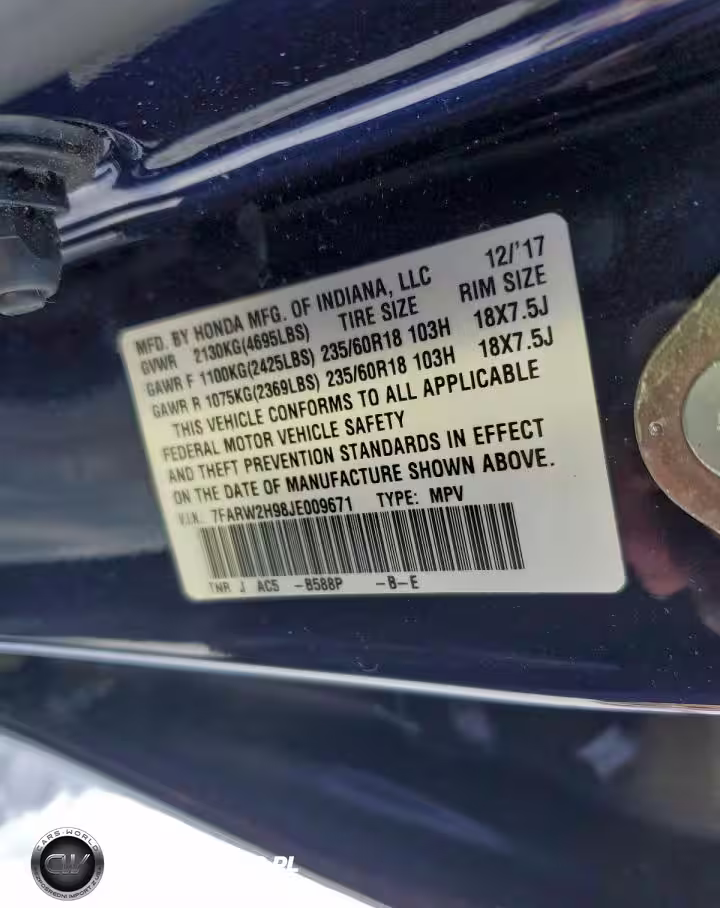 12/'17
MFD. BY HONDA MFG. OF INDIANA, LLC
GVWR 2130KG(4695LBS) TIRE SIZE RIM SIZE
GAWR F 1100KG(2425LBS) 235/60R18 103H 18X7.5J
GAWR R 1075KG(2369LBS) 235/60R18 103H 18X7.5J
THIS VEHICLE CONFORMS TO ALL APPLICABLE
FEDERAL MOTOR VEHICLE SAFETY
AND THEFT PREVENTION STANDARDS IN EFFECT
ON THE DATE OF MANUFACTURE SHOWN ABOVE.
V.I.N.: 7FARW2H98JE009671 TYPE: MPV
TNR J AC5 -B588P -B-E
CARS-WORLD
CW